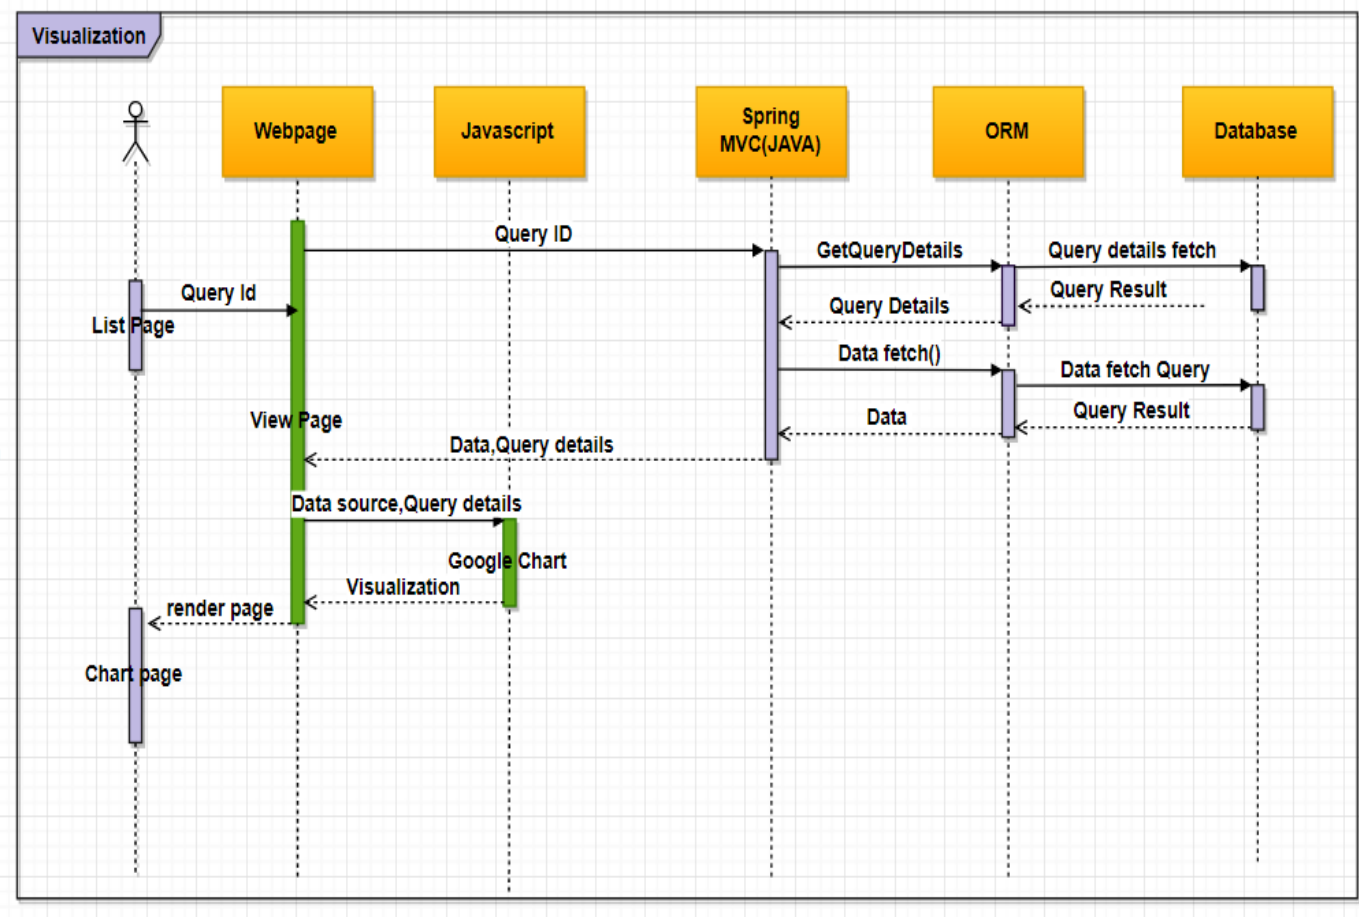 Visualization
Webpage
Javascript
Spring
MVC(JAVA)
ORM
Database
Query ID
GetQueryDetails
Query details fetch
Query Id
Query Details
Query Result
List Page
Data fetch()
Data fetch Query
View Page
Data
Query Result
Data,Query details
Data source,Query details
Google Chart
Visualization
render page
Chart page